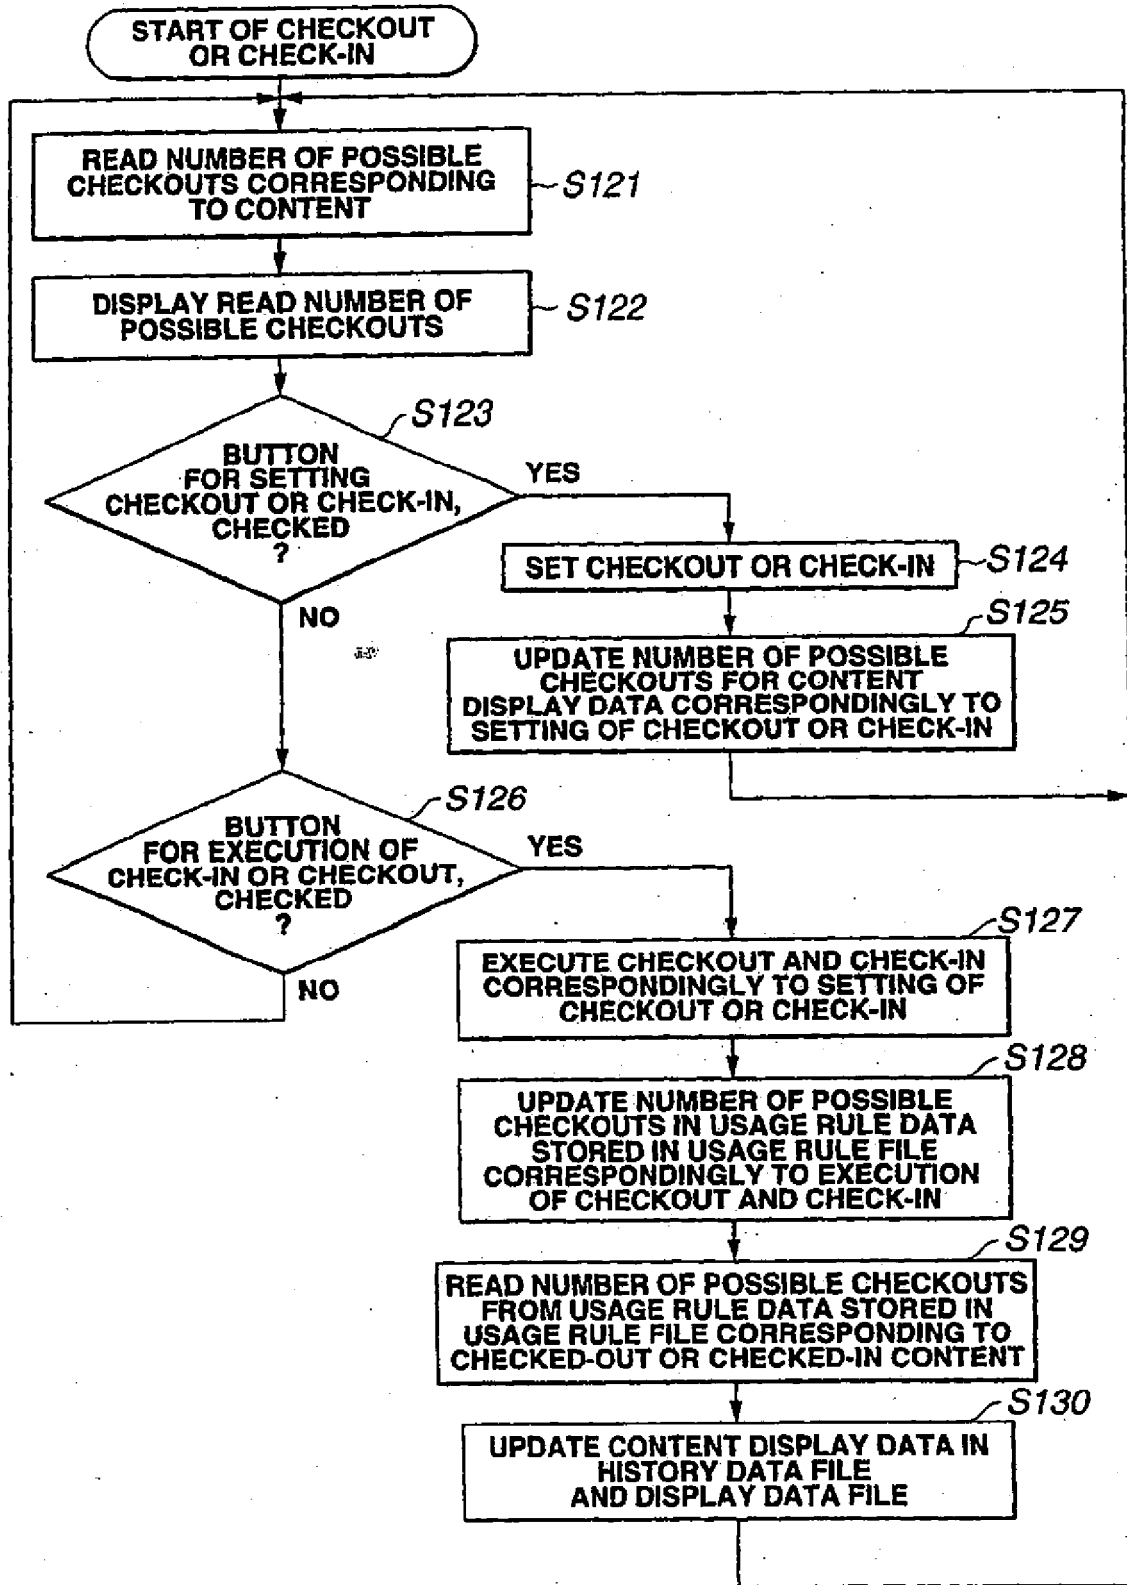 START OF CHECKOUT
OR CHECK-IN
READ NUMBER OF POSSIBLE
CHECKOUTS CORRESPONDING
TO CONTENT
S121
DISPLAY READ NUMBER OF
POSSIBLE CHECKOUTS
S122
S123
BUTTON
FOR SETTING
CHECKOUT OR CHECK-IN,
CHECKED
?
YES
NO
SET CHECKOUT OR CHECK-IN
S124
S125
UPDATE NUMBER OF POSSIBLE
CHECKOUTS FOR CONTENT
DISPLAY DATA CORRESPONDINGLY TO
SETTING OF CHECKOUT OR CHECK-IN
S126
BUTTON
FOR EXECUTION OF
CHECK-IN OR CHECKOUT,
CHECKED
?
YES
NO
S127
EXECUTE CHECKOUT AND CHECK-IN
CORRESPONDINGLY TO SETTING OF
CHECKOUT OR CHECK-IN
S128
UPDATE NUMBER OF POSSIBLE
CHECKOUTS IN USAGE RULE DATA
STORED IN USAGE RULE FILE
CORRESPONDINGLY TO EXECUTION
OF CHECKOUT AND CHECK-IN
S129
READ NUMBER OF POSSIBLE CHECKOUTS
FROM USAGE RULE DATA STORED IN
USAGE RULE FILE CORRESPONDING TO
CHECKED-OUT OR CHECKED-IN CONTENT
S130
UPDATE CONTENT DISPLAY DATA IN
HISTORY DATA FILE
AND DISPLAY DATA FILE